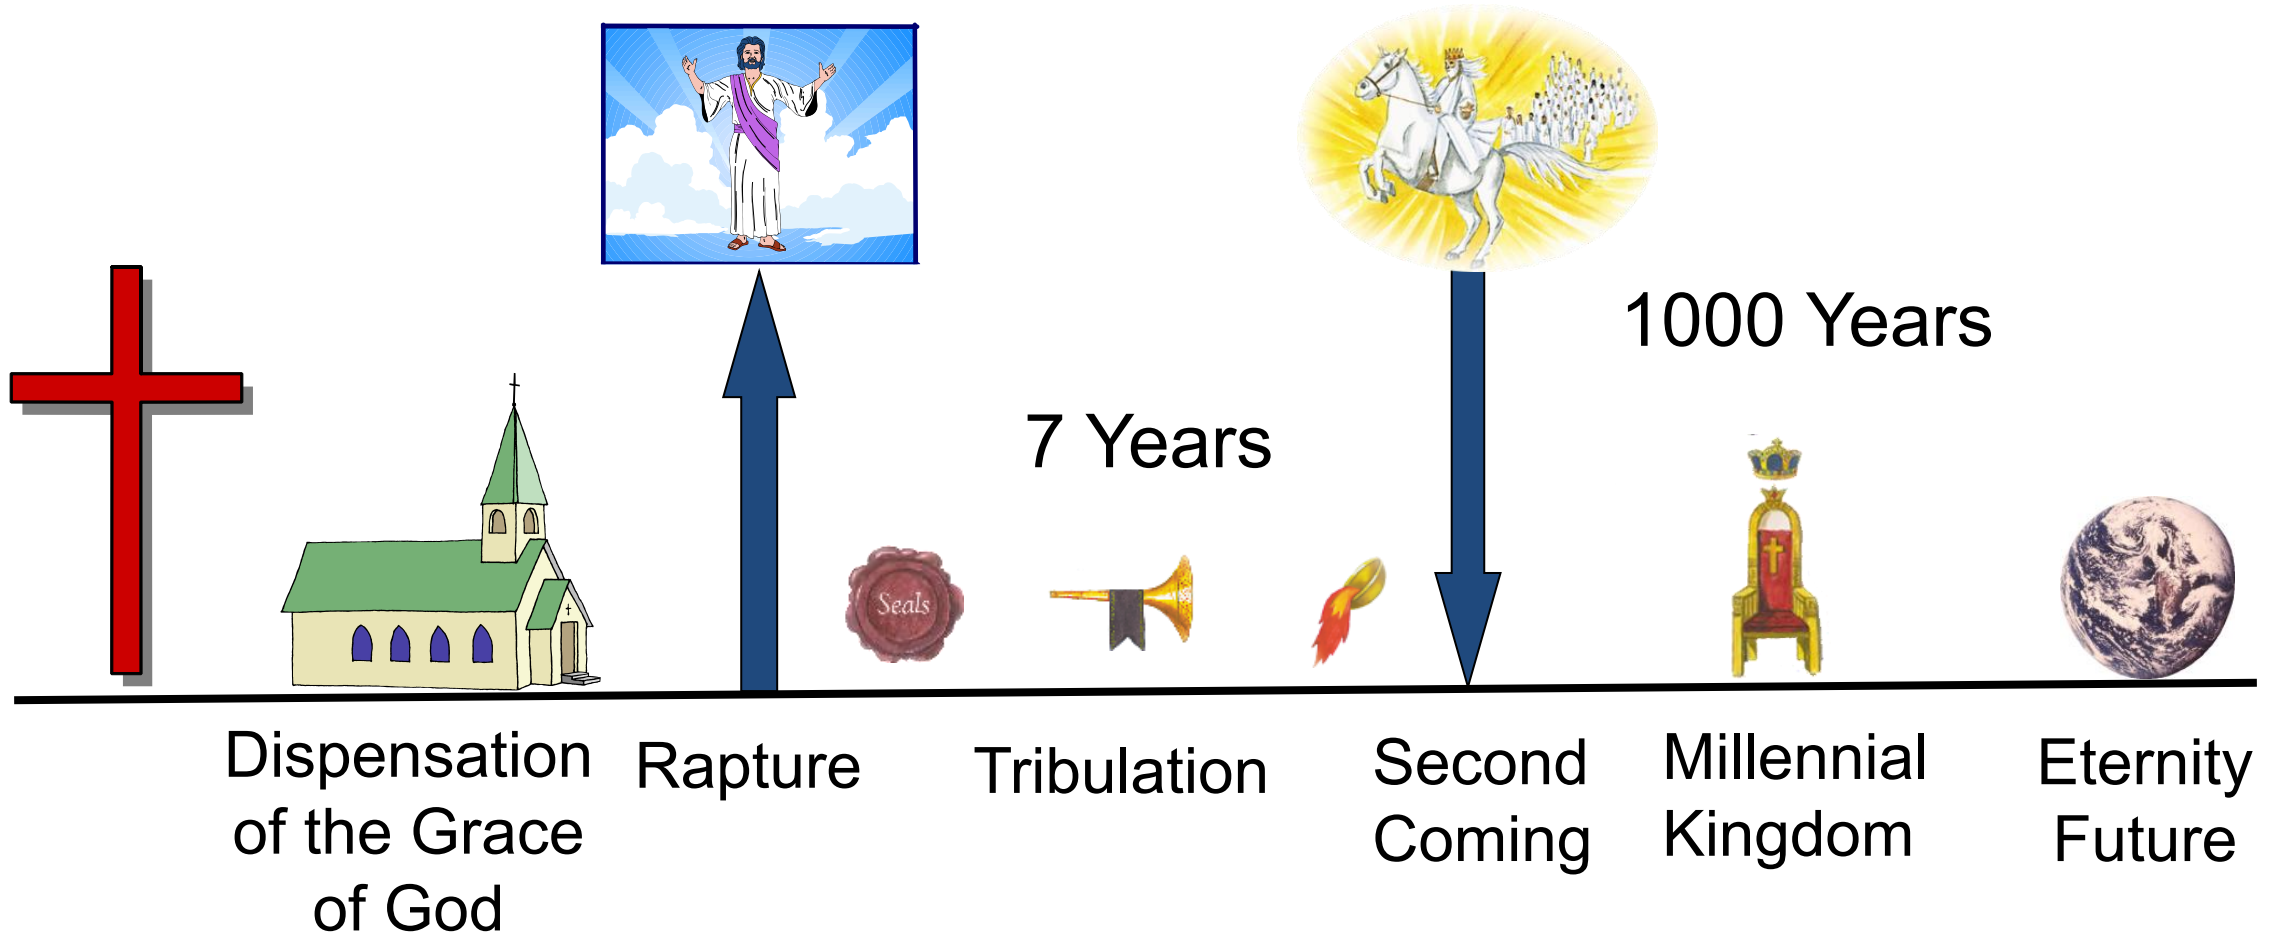 1000 Years
7 Years
Seals
Dispensation
of the Grace
of God
Rapture
Tribulation
Second
Coming
Millennial
Kingdom
Eternity
Future